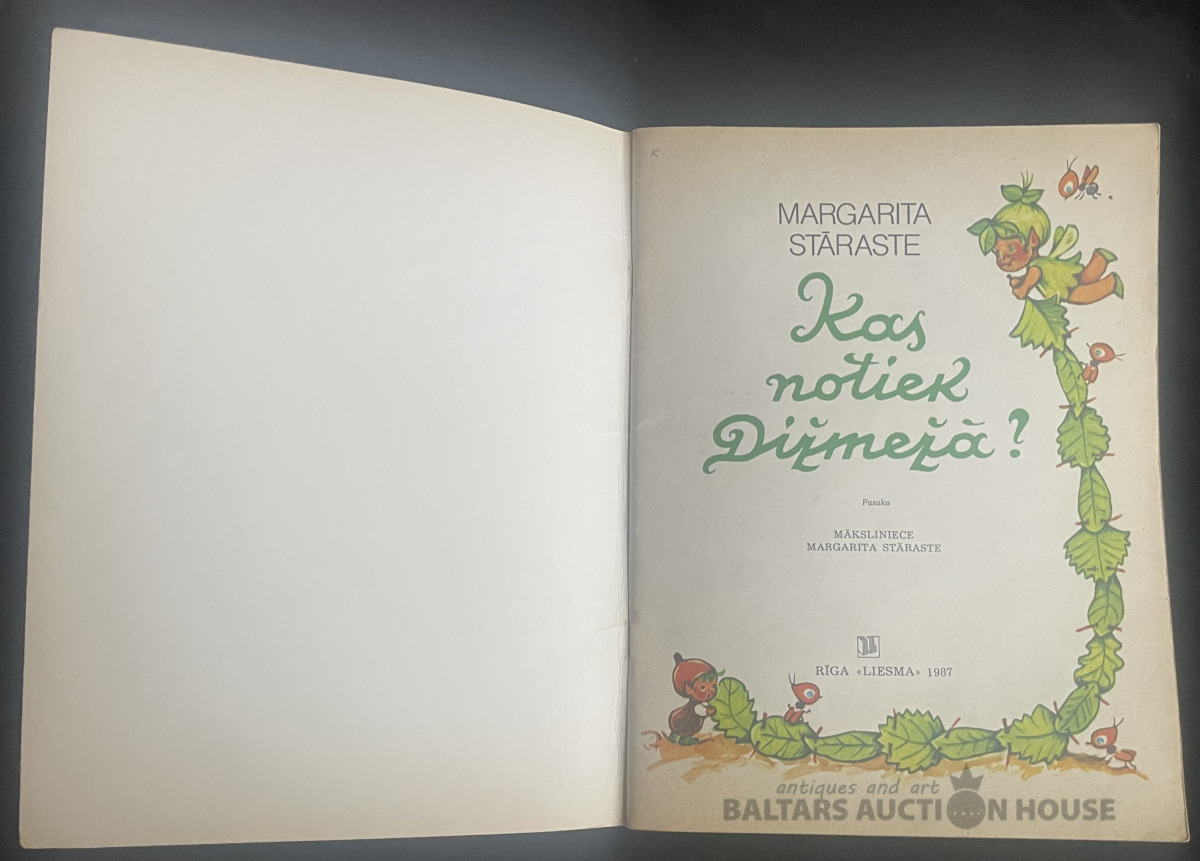 K.
MARGARITA
STĀRASTE
Kas
notiek
Dižmežā?
Pasaka
MĀKSLINIECE
MARGARITA STĀRASTE
RĪGA «LIESMA» 1987
antiques and art
BALTARS AUCTION HOUSE